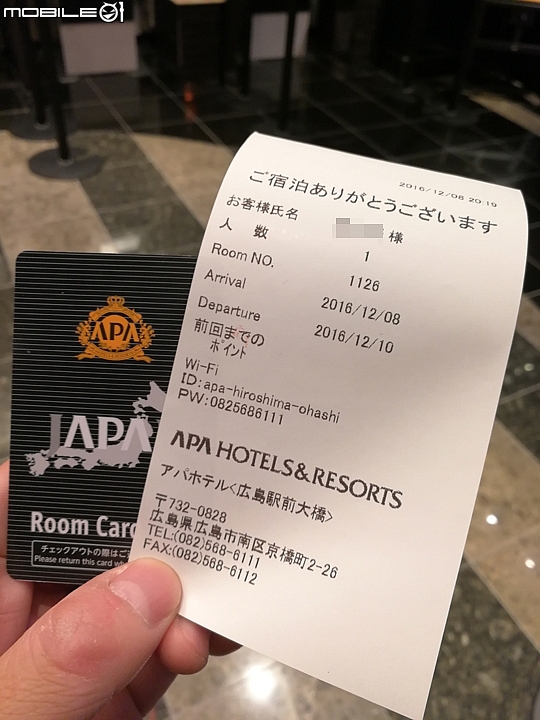 MOBILE01
2016/12/08 20:19
ご宿泊ありがとうございます
お客様氏名 様
人 数 1
Room NO. 1126
Arrival 2016/12/08
Departure 2016/12/10
前回までの
ポイント
Wi-Fi
ID:apa-hiroshima-ohashi
PW:0825686111
APA HOTELS&RESORTS
アパホテル〈広島駅前大橋〉
〒732-0828
広島県広島市南区京橋町2-26
TEL:(082)568-6111
FAX:(082)568-6112
APA
JAPA
Room Card
チェックアウトの際はご
Please return this card wh